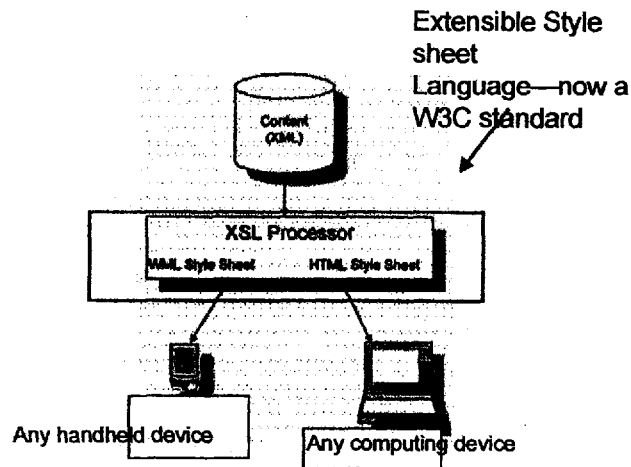 Extensible Style
sheet
Language—now a
W3C standard
Content
(XML)
XSL Processor
WML Style Sheet HTML Style Sheet
Any handheld device
Any computing device